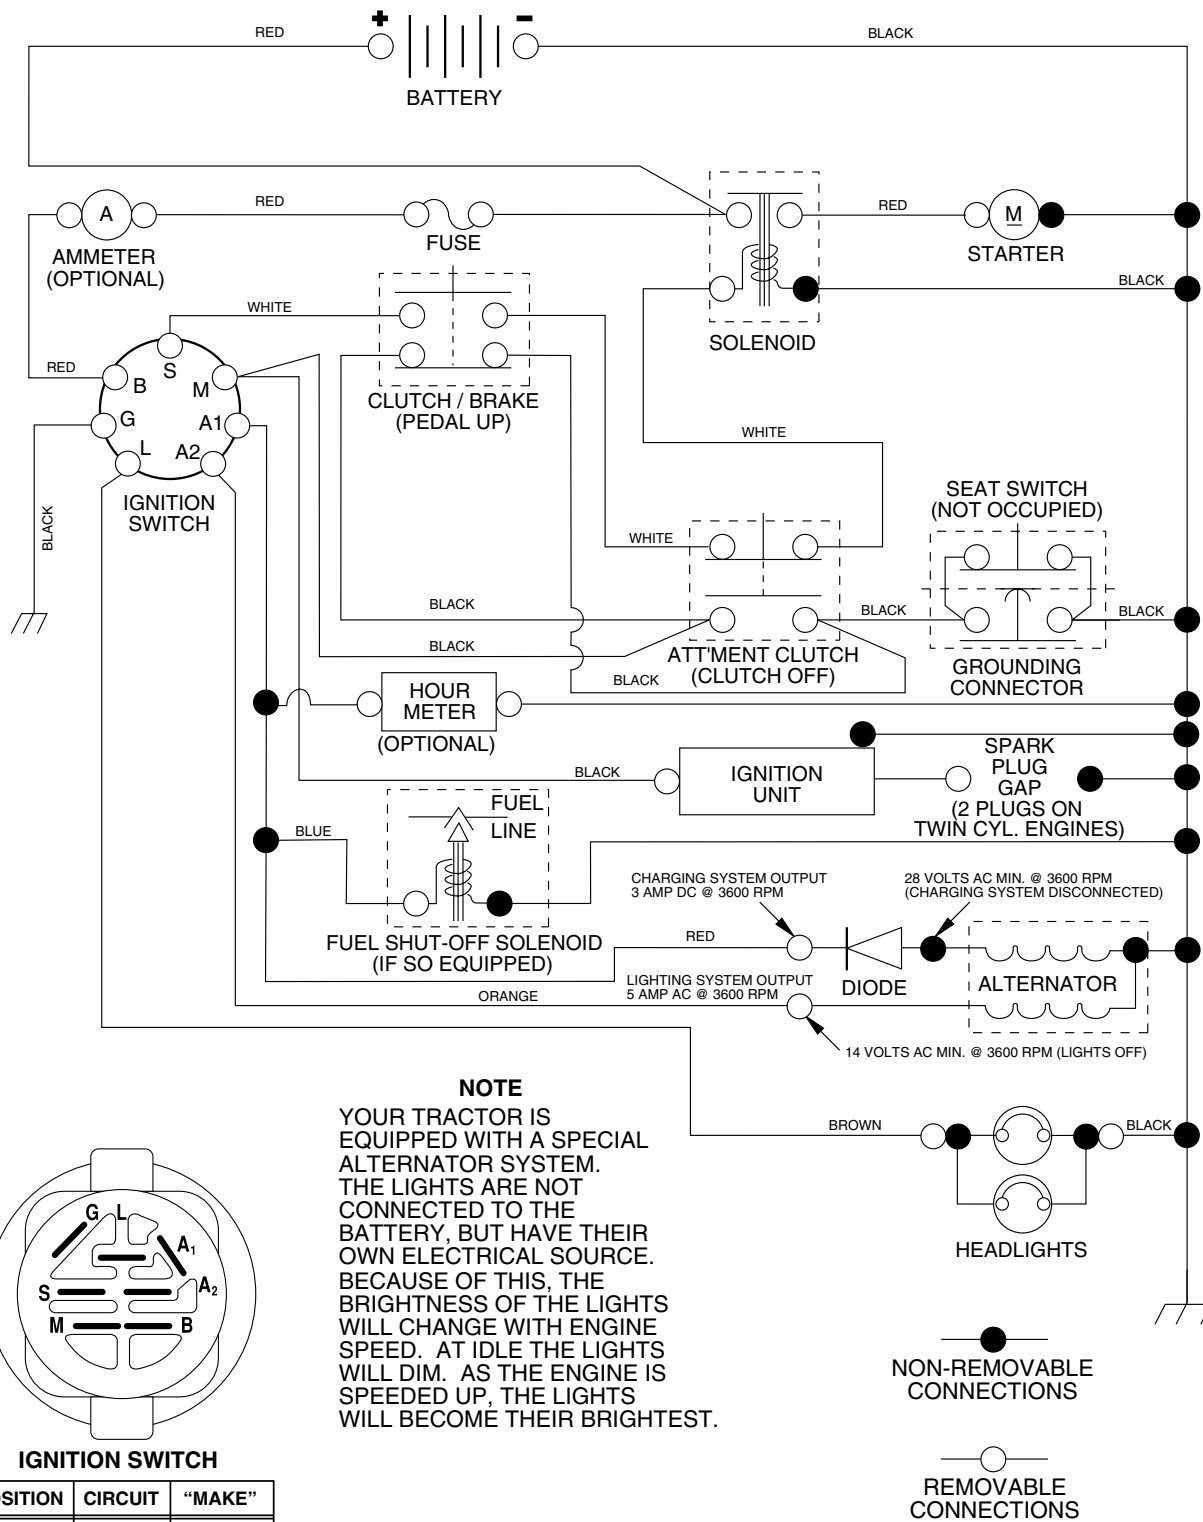 + -
RED
BLACK
BATTERY
A
RED
FUSE
AMMETER
(OPTIONAL)
RED
M
STARTER
BLACK
SOLENOID
WHITE
RED
S
B
M
G
A1
L
A2
IGNITION
SWITCH
BLACK
CLUTCH / BRAKE
(PEDAL UP)
WHITE
WHITE
SEAT SWITCH
(NOT OCCUPIED)
BLACK
BLACK
BLACK
BLACK
BLACK
ATT'MENT CLUTCH
(CLUTCH OFF)
GROUNDING
CONNECTOR
HOUR
METER
(OPTIONAL)
BLACK
IGNITION
UNIT
SPARK
PLUG
GAP
(2 PLUGS ON
TWIN CYL. ENGINES)
BLUE
FUEL
LINE
FUEL SHUT-OFF SOLENOID
(IF SO EQUIPPED)
CHARGING SYSTEM OUTPUT
3 AMP DC @ 3600 RPM
28 VOLTS AC MIN. @ 3600 RPM
(CHARGING SYSTEM DISCONNECTED)
RED
DIODE
ALTERNATOR
LIGHTING SYSTEM OUTPUT
5 AMP AC @ 3600 RPM
ORANGE
14 VOLTS AC MIN. @ 3600 RPM (LIGHTS OFF)
BROWN
BLACK
HEADLIGHTS
NOTE
YOUR TRACTOR IS
EQUIPPED WITH A SPECIAL
ALTERNATOR SYSTEM.
THE LIGHTS ARE NOT
CONNECTED TO THE
BATTERY, BUT HAVE THEIR
OWN ELECTRICAL SOURCE.
BECAUSE OF THIS, THE
BRIGHTNESS OF THE LIGHTS
WILL CHANGE WITH ENGINE
SPEED. AT IDLE THE LIGHTS
WILL DIM. AS THE ENGINE IS
SPEEDED UP, THE LIGHTS
WILL BECOME THEIR BRIGHTEST.
G L
A1
A2
S
M
B
IGNITION SWITCH
SITION CIRCUIT "MAKE"
NON-REMOVABLE
CONNECTIONS
REMOVABLE
CONNECTIONS